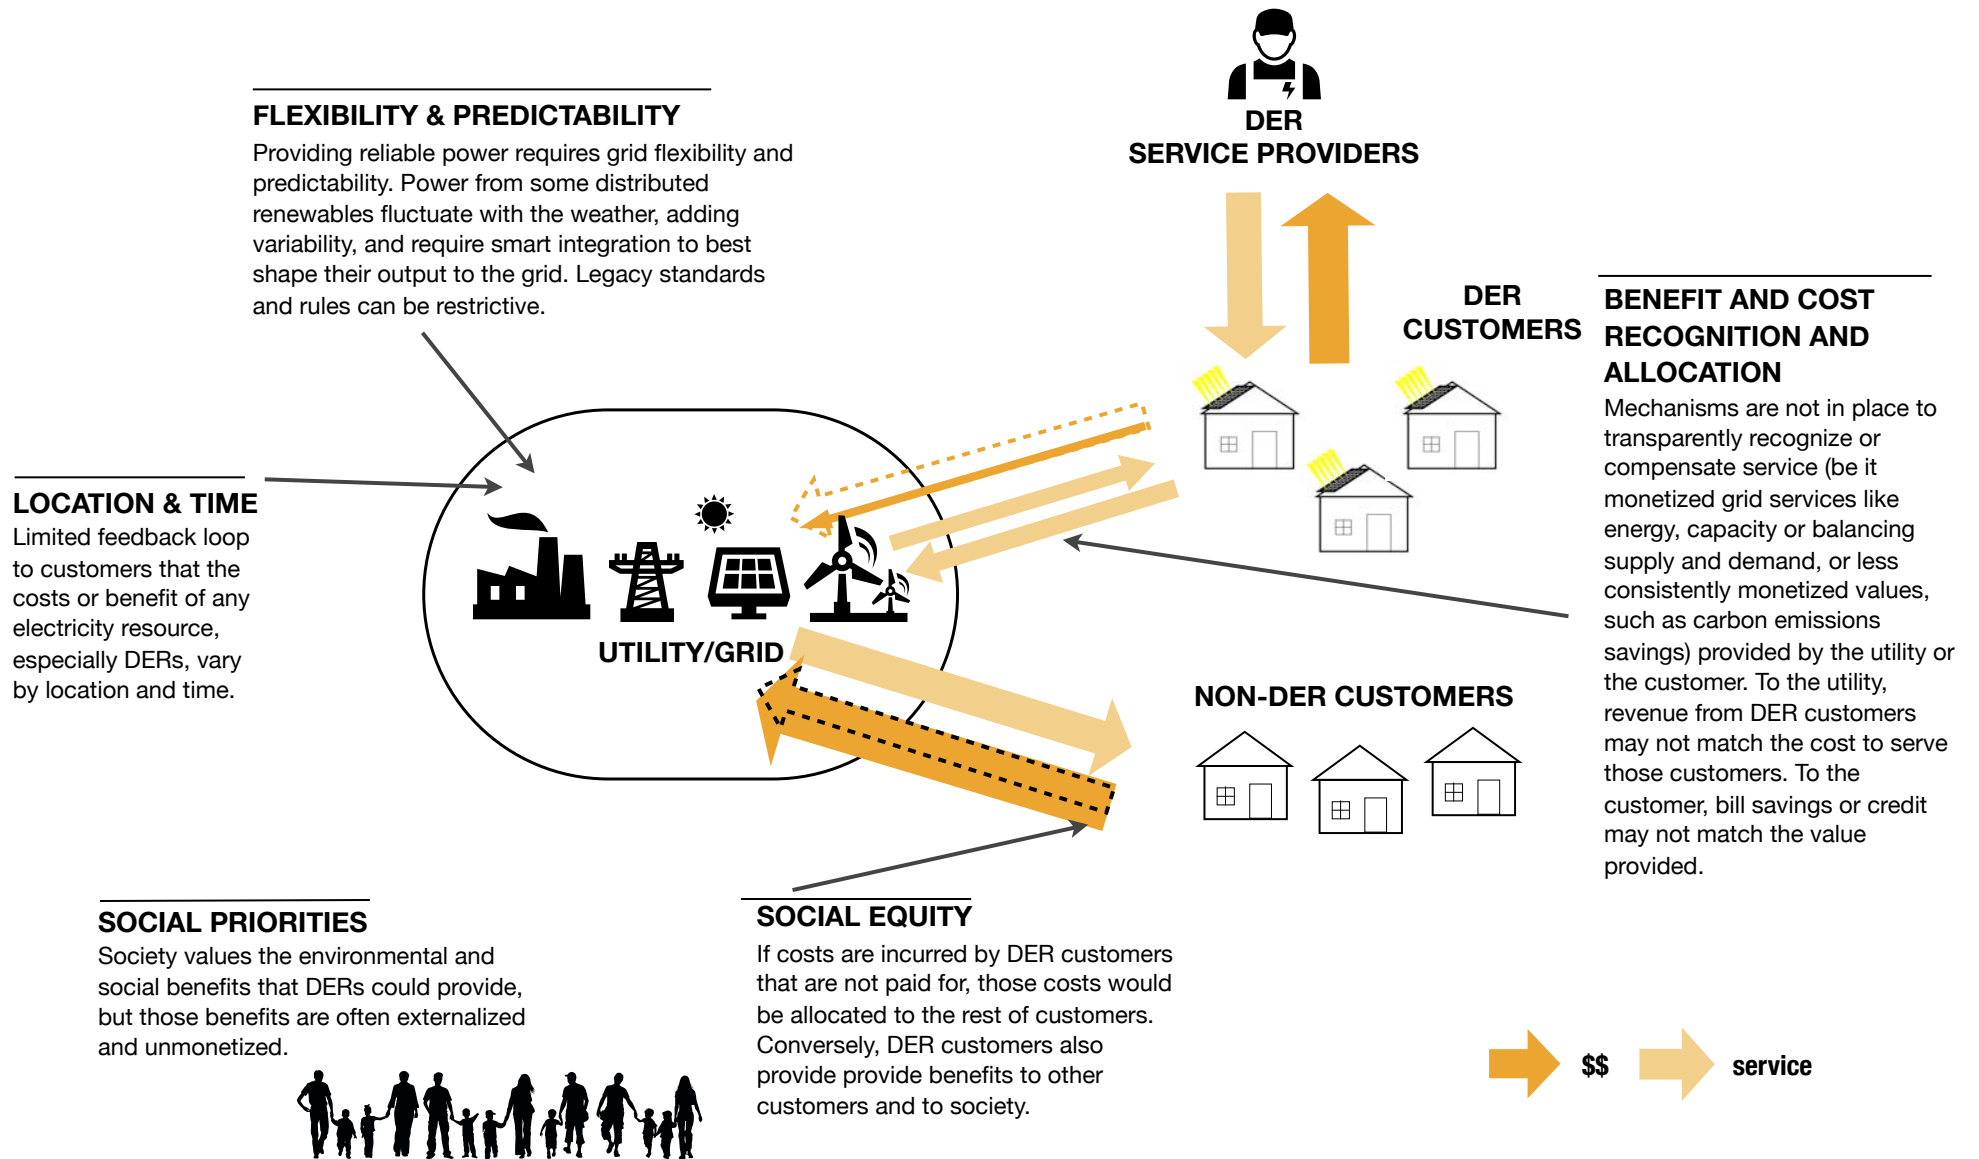 FLEXIBILITY & PREDICTABILITY
Providing reliable power requires grid flexibility and
predictability. Power from some distributed
renewables fluctuate with the weather, adding
variability, and require smart integration to best
shape their output to the grid. Legacy standards
and rules can be restrictive.
DER
SERVICE PROVIDERS
DER
CUSTOMERS
BENEFIT AND COST
RECOGNITION AND
ALLOCATION
Mechanisms are not in place to
transparently recognize or
compensate service (be it
monetized grid services like
energy, capacity or balancing
supply and demand, or less
consistently monetized values,
such as carbon emissions
savings) provided by the utility or
the customer. To the utility,
revenue from DER customers
may not match the cost to serve
those customers. To the
customer, bill savings or credit
may not match the value
provided.
LOCATION & TIME
Limited feedback loop
to customers that the
costs or benefit of any
electricity resource,
especially DERs, vary
by location and time.
UTILITY/GRID
NON-DER CUSTOMERS
SOCIAL PRIORITIES
Society values the environmental and
social benefits that DERs could provide,
but those benefits are often externalized
and unmonetized.
SOCIAL EQUITY
If costs are incurred by DER customers
that are not paid for, those costs would
be allocated to the rest of customers.
Conversely, DER customers also
provide provide benefits to other
customers and to society.
$$
service